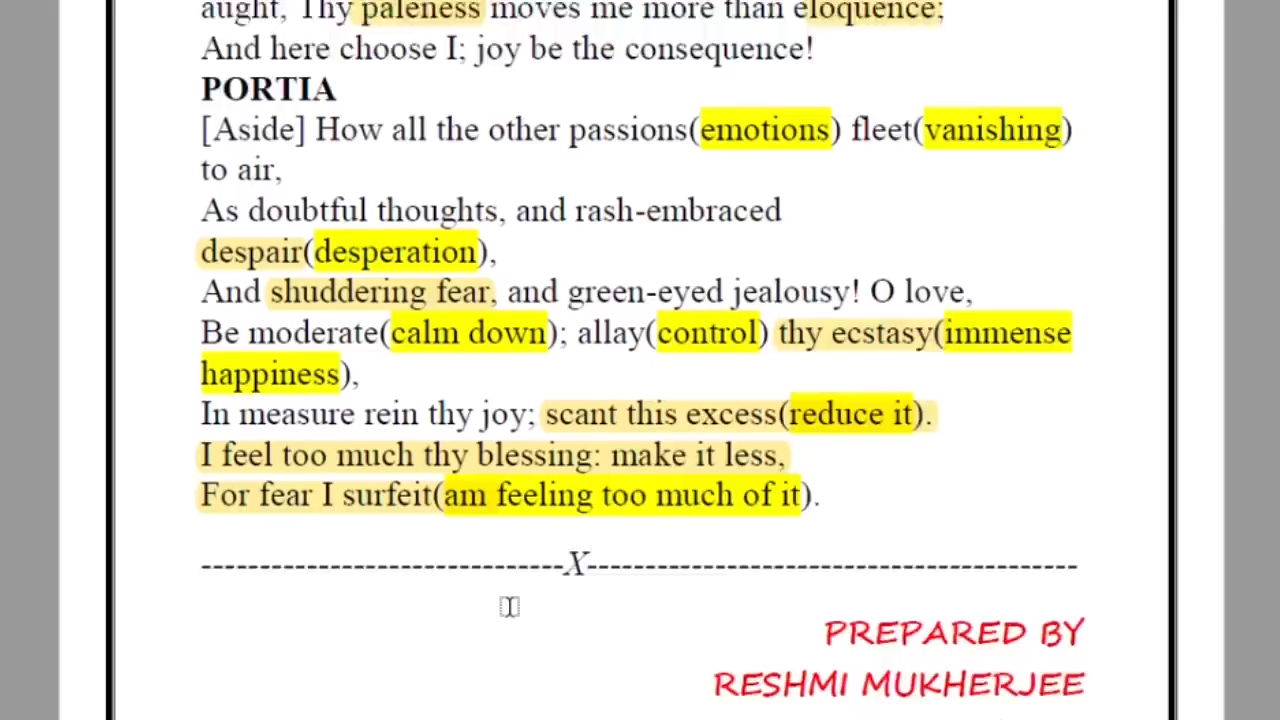 aught, Thy paleness moves me more than eloquence;
And here choose I; joy be the consequence!
PORTIA
[Aside] How all the other passions(emotions) fleet(vanishing)
to air,
As doubtful thoughts, and rash-embraced
despair(desperation),
And shuddering fear, and green-eyed jealousy! O love,
Be moderate(calm down); allay(control) thy ecstasy(immense
happiness),
In measure rein thy joy; scant this excess(reduce it).
I feel too much thy blessing: make it less,
For fear I surfeit(am feeling too much of it).
-------------------------------X------------------------------------------
PREPARED BY
RESHMI MUKHERJEE